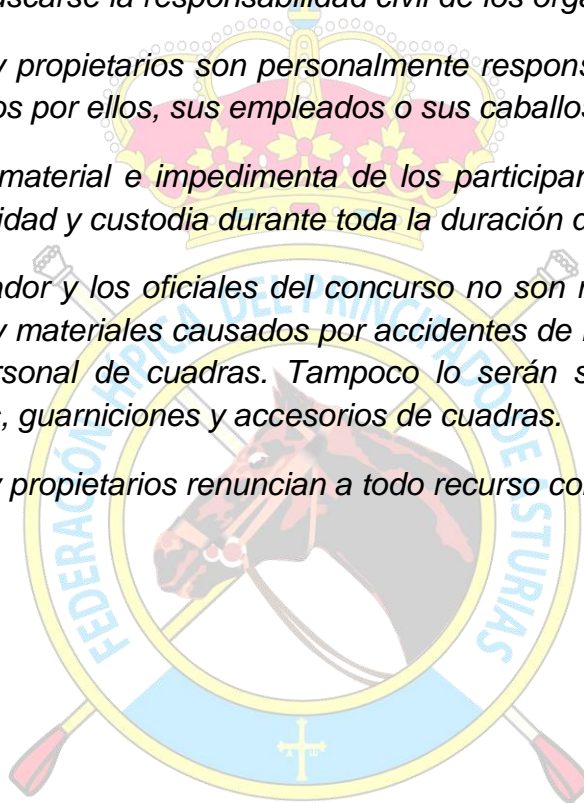 uscarse la responsabilidad civil de los orga
y propietarios son personalmente respons
os por ellos, sus empleados o sus caballos
material e impedimenta de los participan
idad y custodia durante toda la duración d
ador y los oficiales del concurso no son r
y materiales causados por accidentes de
ersonal de cuadras. Tampoco lo serán s
, guarniciones y accesorios de cuadras.
y propietarios renuncian a todo recurso co
FEDERACIÓN HÍPICA DEL PRINCIPADO DE ASTURIAS